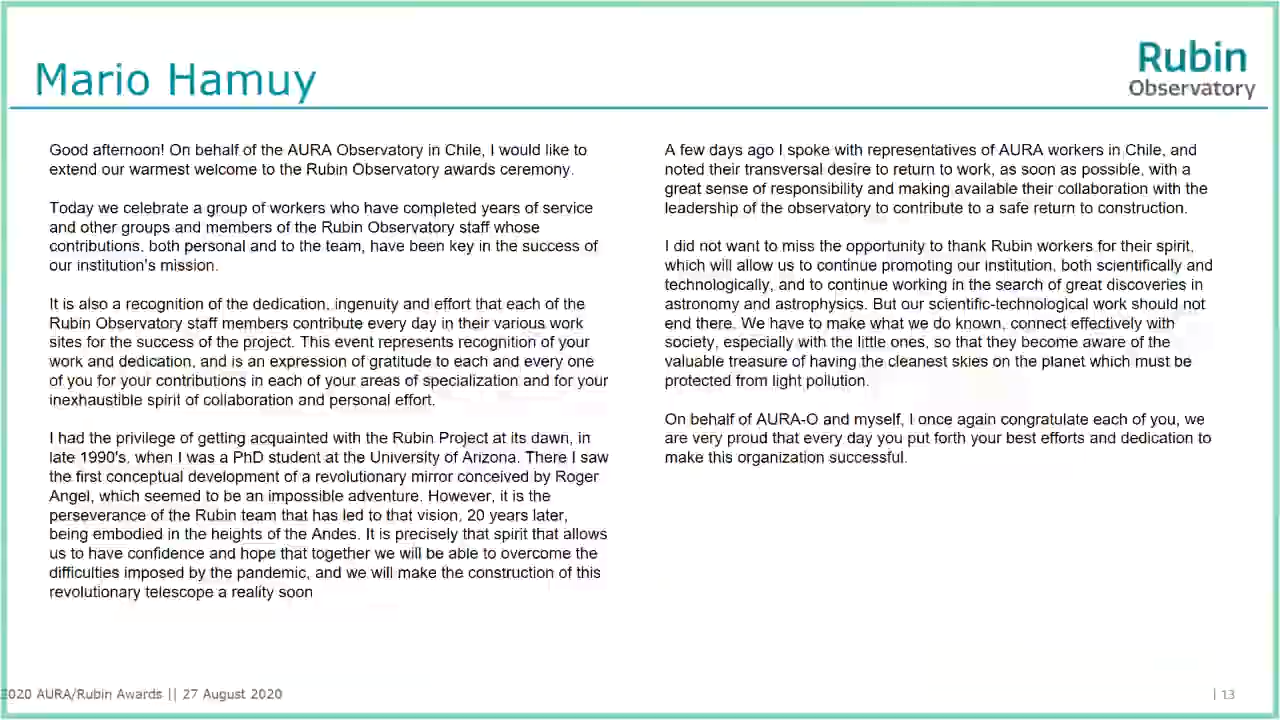 Mario Hamuy
Rubin
Observatory
Good afternoon! On behalf of the AURA Observatory in Chile, I would like to
extend our warmest welcome to the Rubin Observatory awards ceremony.
Today we celebrate a group of workers who have completed years of service
and other groups and members of the Rubin Observatory staff whose
contributions, both personal and to the team, have been key in the success of
our institution's mission.
It is also a recognition of the dedication, ingenuity and effort that each of the
Rubin Observatory staff members contribute every day in their various work
sites for the success of the project. This event represents recognition of your
work and dedication, and is an expression of gratitude to each and every one
of you for your contributions in each of your areas of specialization and for your
inexhaustible spirit of collaboration and personal effort.
I had the privilege of getting acquainted with the Rubin Project at its dawn, in
late 1990's, when I was a PhD student at the University of Arizona. There I saw
the first conceptual development of a revolutionary mirror conceived by Roger
Angel, which seemed to be an impossible adventure. However, it is the
perseverance of the Rubin team that has led to that vision, 20 years later,
being embodied in the heights of the Andes. It is precisely that spirit that allows
us to have confidence and hope that together we will be able to overcome the
difficulties imposed by the pandemic, and we will make the construction of this
revolutionary telescope a reality soon
A few days ago I spoke with representatives of AURA workers in Chile, and
noted their transversal desire to return to work, as soon as possible, with a
great sense of responsibility and making available their collaboration with the
leadership of the observatory to contribute to a safe return to construction.
I did not want to miss the opportunity to thank Rubin workers for their spirit,
which will allow us to continue promoting our institution, both scientifically and
technologically, and to continue working in the search of great discoveries in
astronomy and astrophysics. But our scientific-technological work should not
end there. We have to make what we do known, connect effectively with
society, especially with the little ones, so that they become aware of the
valuable treasure of having the cleanest skies on the planet which must be
protected from light pollution.
On behalf of AURA-O and myself, I once again congratulate each of you, we
are very proud that every day you put forth your best efforts and dedication to
make this organization successful.
2020 AURA/Rubin Awards || 27 August 2020
| 13